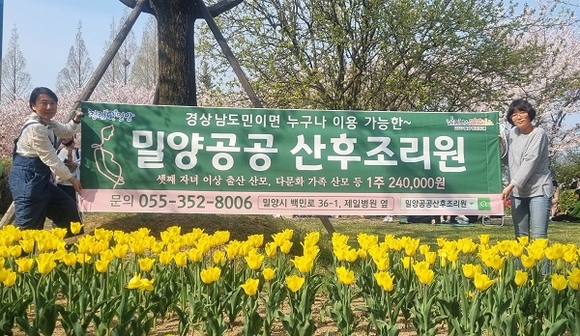 경상남도민이면 누구나 이용 가능한~
밀양공공 산후조리원
셋째 자녀 이상 출산 산모, 다문화 가족 산모 등 1주 240,000원
문의 055-352-8006
밀양시 백민로 36-1, 제일병원 옆
밀양공공산후조리원